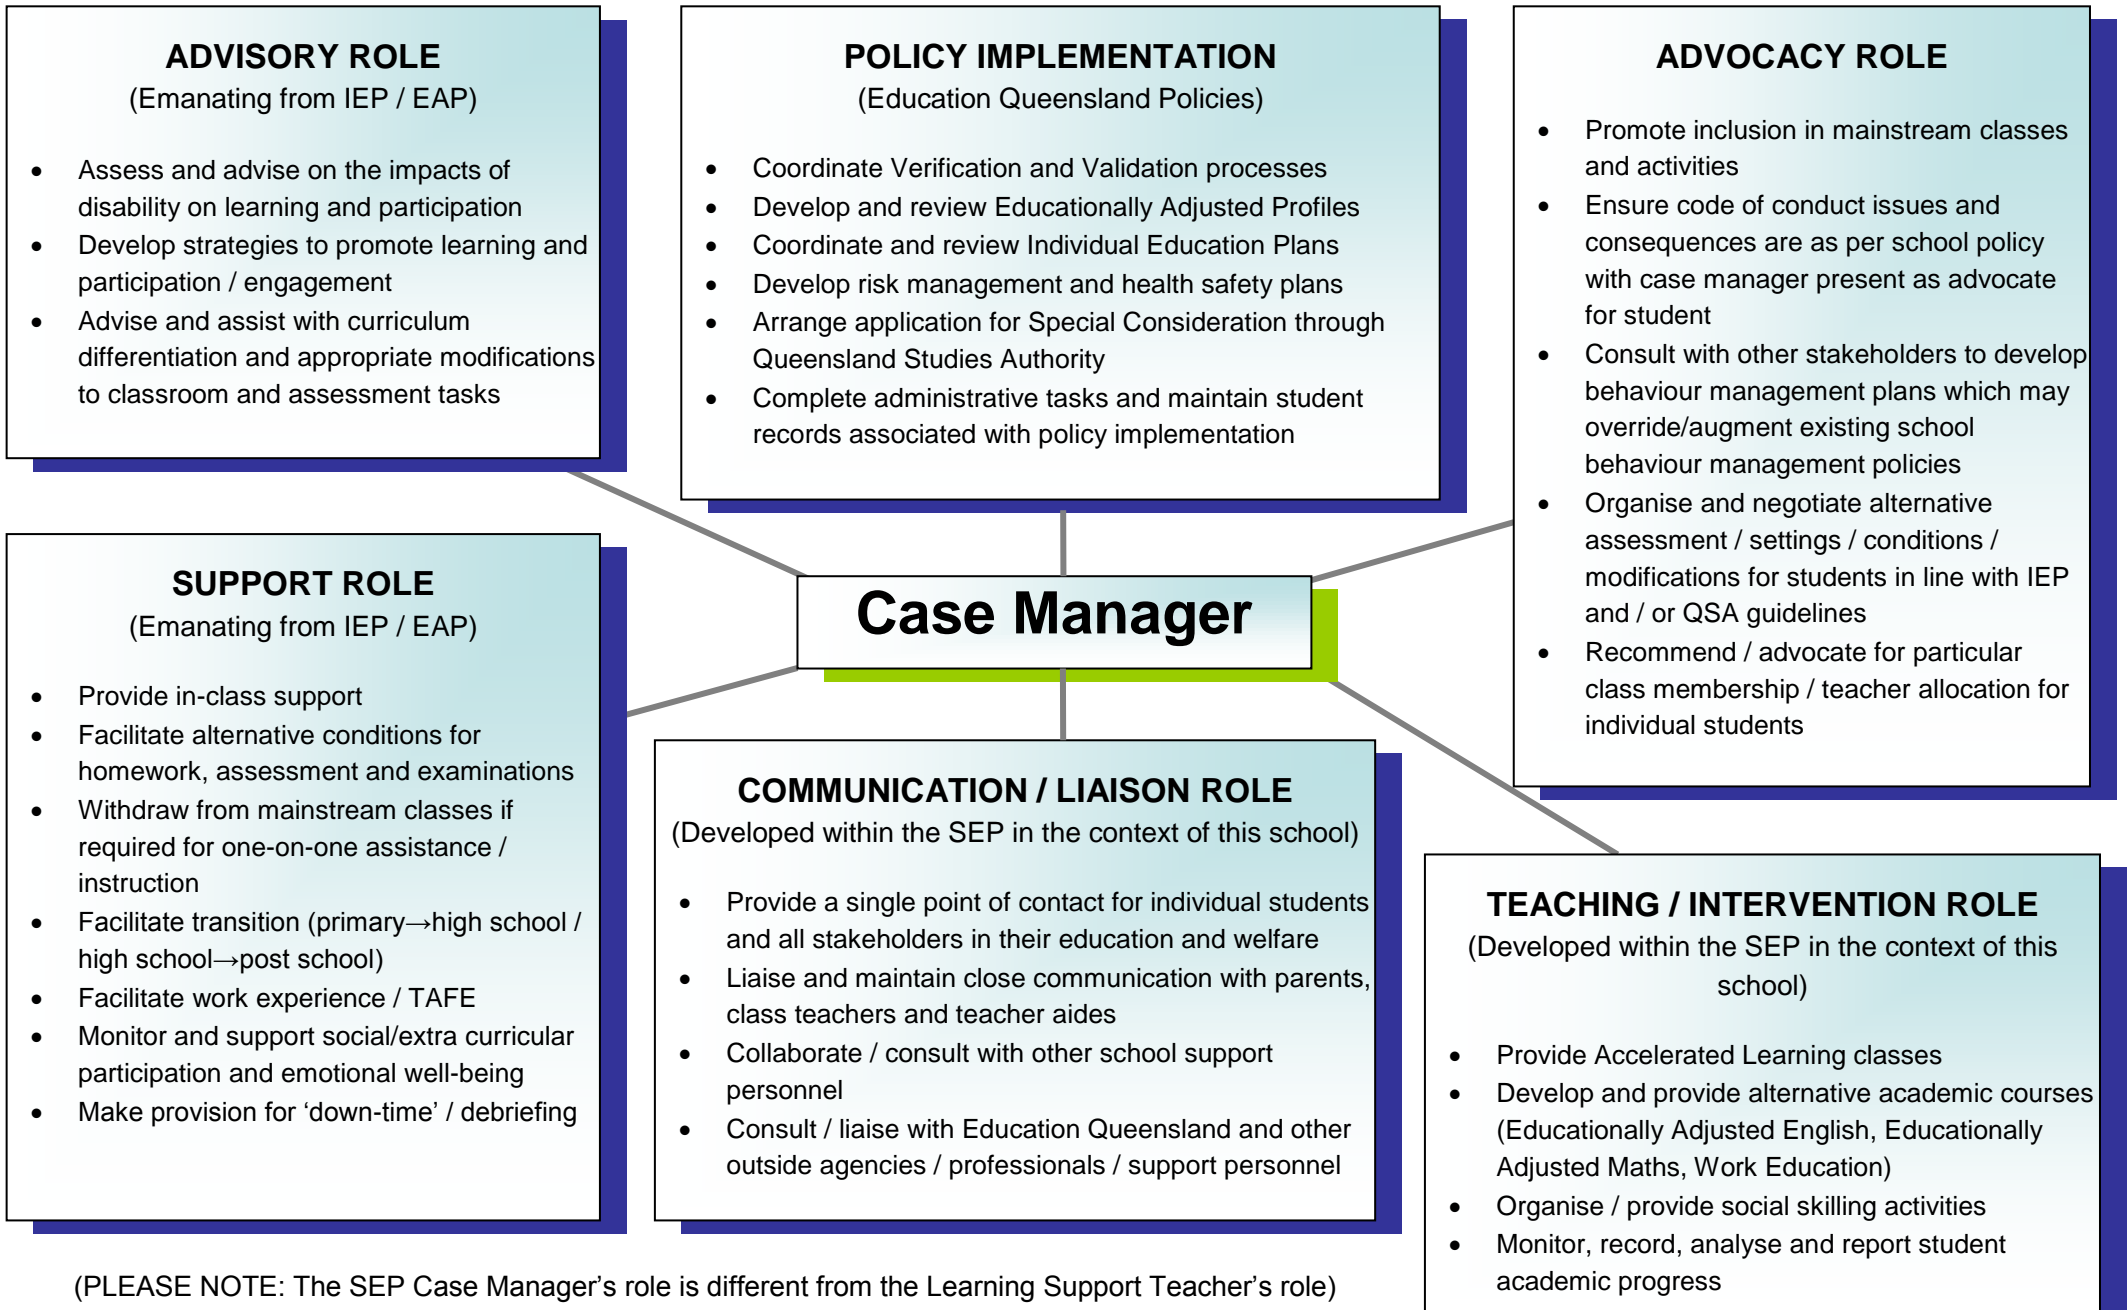 ADVISORY ROLE
(Emanating from IEP / EAP)
• Assess and advise on the impacts of
disability on learning and participation
• Develop strategies to promote learning and
participation / engagement
• Advise and assist with curriculum
differentiation and appropriate modifications
to classroom and assessment tasks
POLICY IMPLEMENTATION
(Education Queensland Policies)
• Coordinate Verification and Validation processes
• Develop and review Educationally Adjusted Profiles
• Coordinate and review Individual Education Plans
• Develop risk management and health safety plans
• Arrange application for Special Consideration through
Queensland Studies Authority
• Complete administrative tasks and maintain student
records associated with policy implementation
ADVOCACY ROLE
• Promote inclusion in mainstream classes
and activities
• Ensure code of conduct issues and
consequences are as per school policy
with case manager present as advocate
for student
• Consult with other stakeholders to develop
behaviour management plans which may
override/augment existing school
behaviour management policies
• Organise and negotiate alternative
assessment / settings / conditions /
modifications for students in line with IEP
and / or QSA guidelines
• Recommend / advocate for particular
class membership / teacher allocation for
individual students
Case Manager
SUPPORT ROLE
(Emanating from IEP / EAP)
• Provide in-class support
• Facilitate alternative conditions for
homework, assessment and examinations
• Withdraw from mainstream classes if
required for one-on-one assistance /
instruction
• Facilitate transition (primary→high school /
high school→post school)
• Facilitate work experience / TAFE
• Monitor and support social/extra curricular
participation and emotional well-being
• Make provision for ‘down-time’ / debriefing
COMMUNICATION / LIAISON ROLE
(Developed within the SEP in the context of this school)
• Provide a single point of contact for individual students
and all stakeholders in their education and welfare
• Liaise and maintain close communication with parents,
class teachers and teacher aides
• Collaborate / consult with other school support
personnel
• Consult / liaise with Education Queensland and other
outside agencies / professionals / support personnel
TEACHING / INTERVENTION ROLE
(Developed within the SEP in the context of this
school)
• Provide Accelerated Learning classes
• Develop and provide alternative academic courses
(Educationally Adjusted English, Educationally
Adjusted Maths, Work Education)
• Organise / provide social skilling activities
• Monitor, record, analyse and report student
academic progress
(PLEASE NOTE: The SEP Case Manager’s role is different from the Learning Support Teacher’s role)